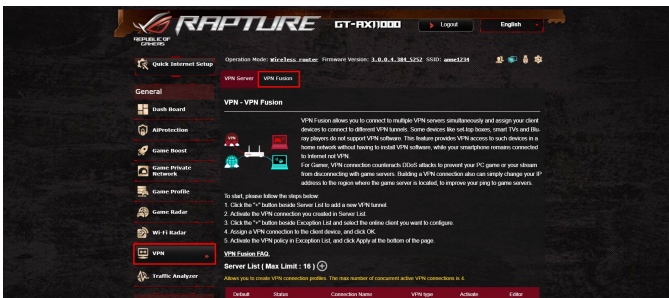 REPUBLIC OF
GAMERS
RAPTURE
GT-AX11000
Logout
English
Quick Internet Setup
Operation Mode: Wireless router Firmware Version: 3.0.0.4.384_5252 SSID: anne1234
VPN Server VPN Fusion
General
VPN - VPN Fusion
Dash Board
AiProtection
Game Boost
Game Private
Network
Game Profile
Game Radar
Wi-Fi Radar
VPN
Traffic Analyzer
VPN
VPN Fusion allows you to connect to multiple VPN servers simultaneously and assign your client
devices to connect to different VPN tunnels. Some devices like set-top boxes, smart TVs and Blu-
ray players do not support VPN software. This feature provides VPN access to such devices in a
home network without having to install VPN software, while your smartphone remains connected
to Internet not VPN.
For Gamer, VPN connection counteracts DDoS attacks to prevent your PC game or your stream
from disconnecting with game servers. Building a VPN connection also can simply change your IP
address to the region where the game server is located, to improve your ping to game servers.
To start, please follow the steps below:
1. Click the "+" button beside Server List to add a new VPN tunnel.
2. Activate the VPN connection you created in Server List.
3. Click the "+" button beside Exception List and select the online client you want to configure.
4. Assign a VPN connection to the client device, and click OK.
5. Activate the VPN policy in Exception List, and click Apply at the bottom of the page.
VPN Fusion FAQ.
Server List ( Max Limit : 16 )
Allows you to create VPN connection profiles. The max number of concurrent active VPN connections is 4.
Default Status Connection Name VPN type Activate Editor